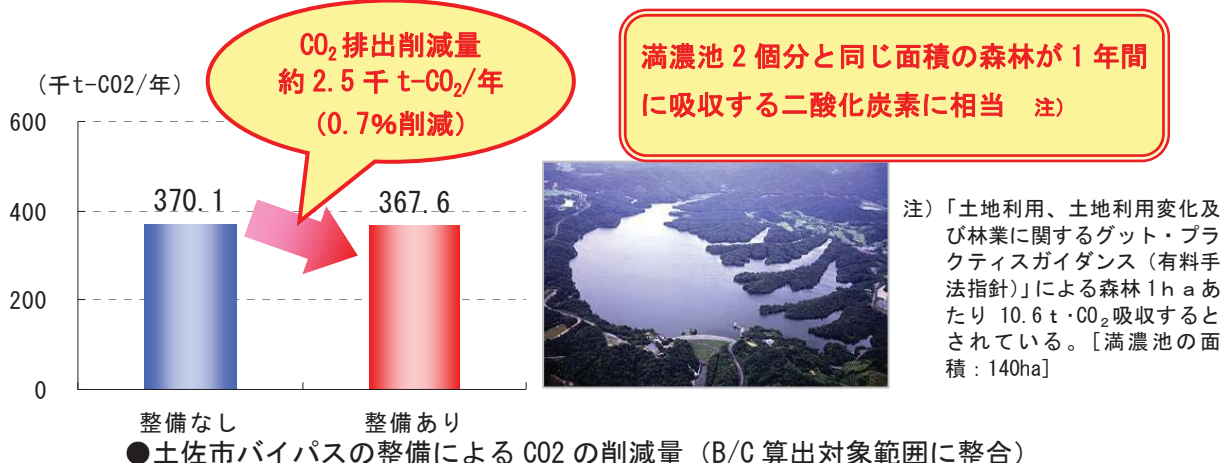 CO₂排出削減量
約2.5千t-CO₂/年
(0.7%削減)
満濃池2個分と同じ面積の森林が1年間
に吸収する二酸化炭素に相当 注)
(千t-CO2/年)
600
400
200
0
370.1
367.6
整備なし
整備あり
注)「土地利用、土地利用変化及
び林業に関するグット・プラ
クティスガイダンス(有料手
法指針)」による森林1haあ
たり 10.6t・CO₂吸収すると
されている。[満濃池の面
積:140ha]
●土佐市バイパスの整備によるCO2の削減量(B/C算出対象範囲に整合)